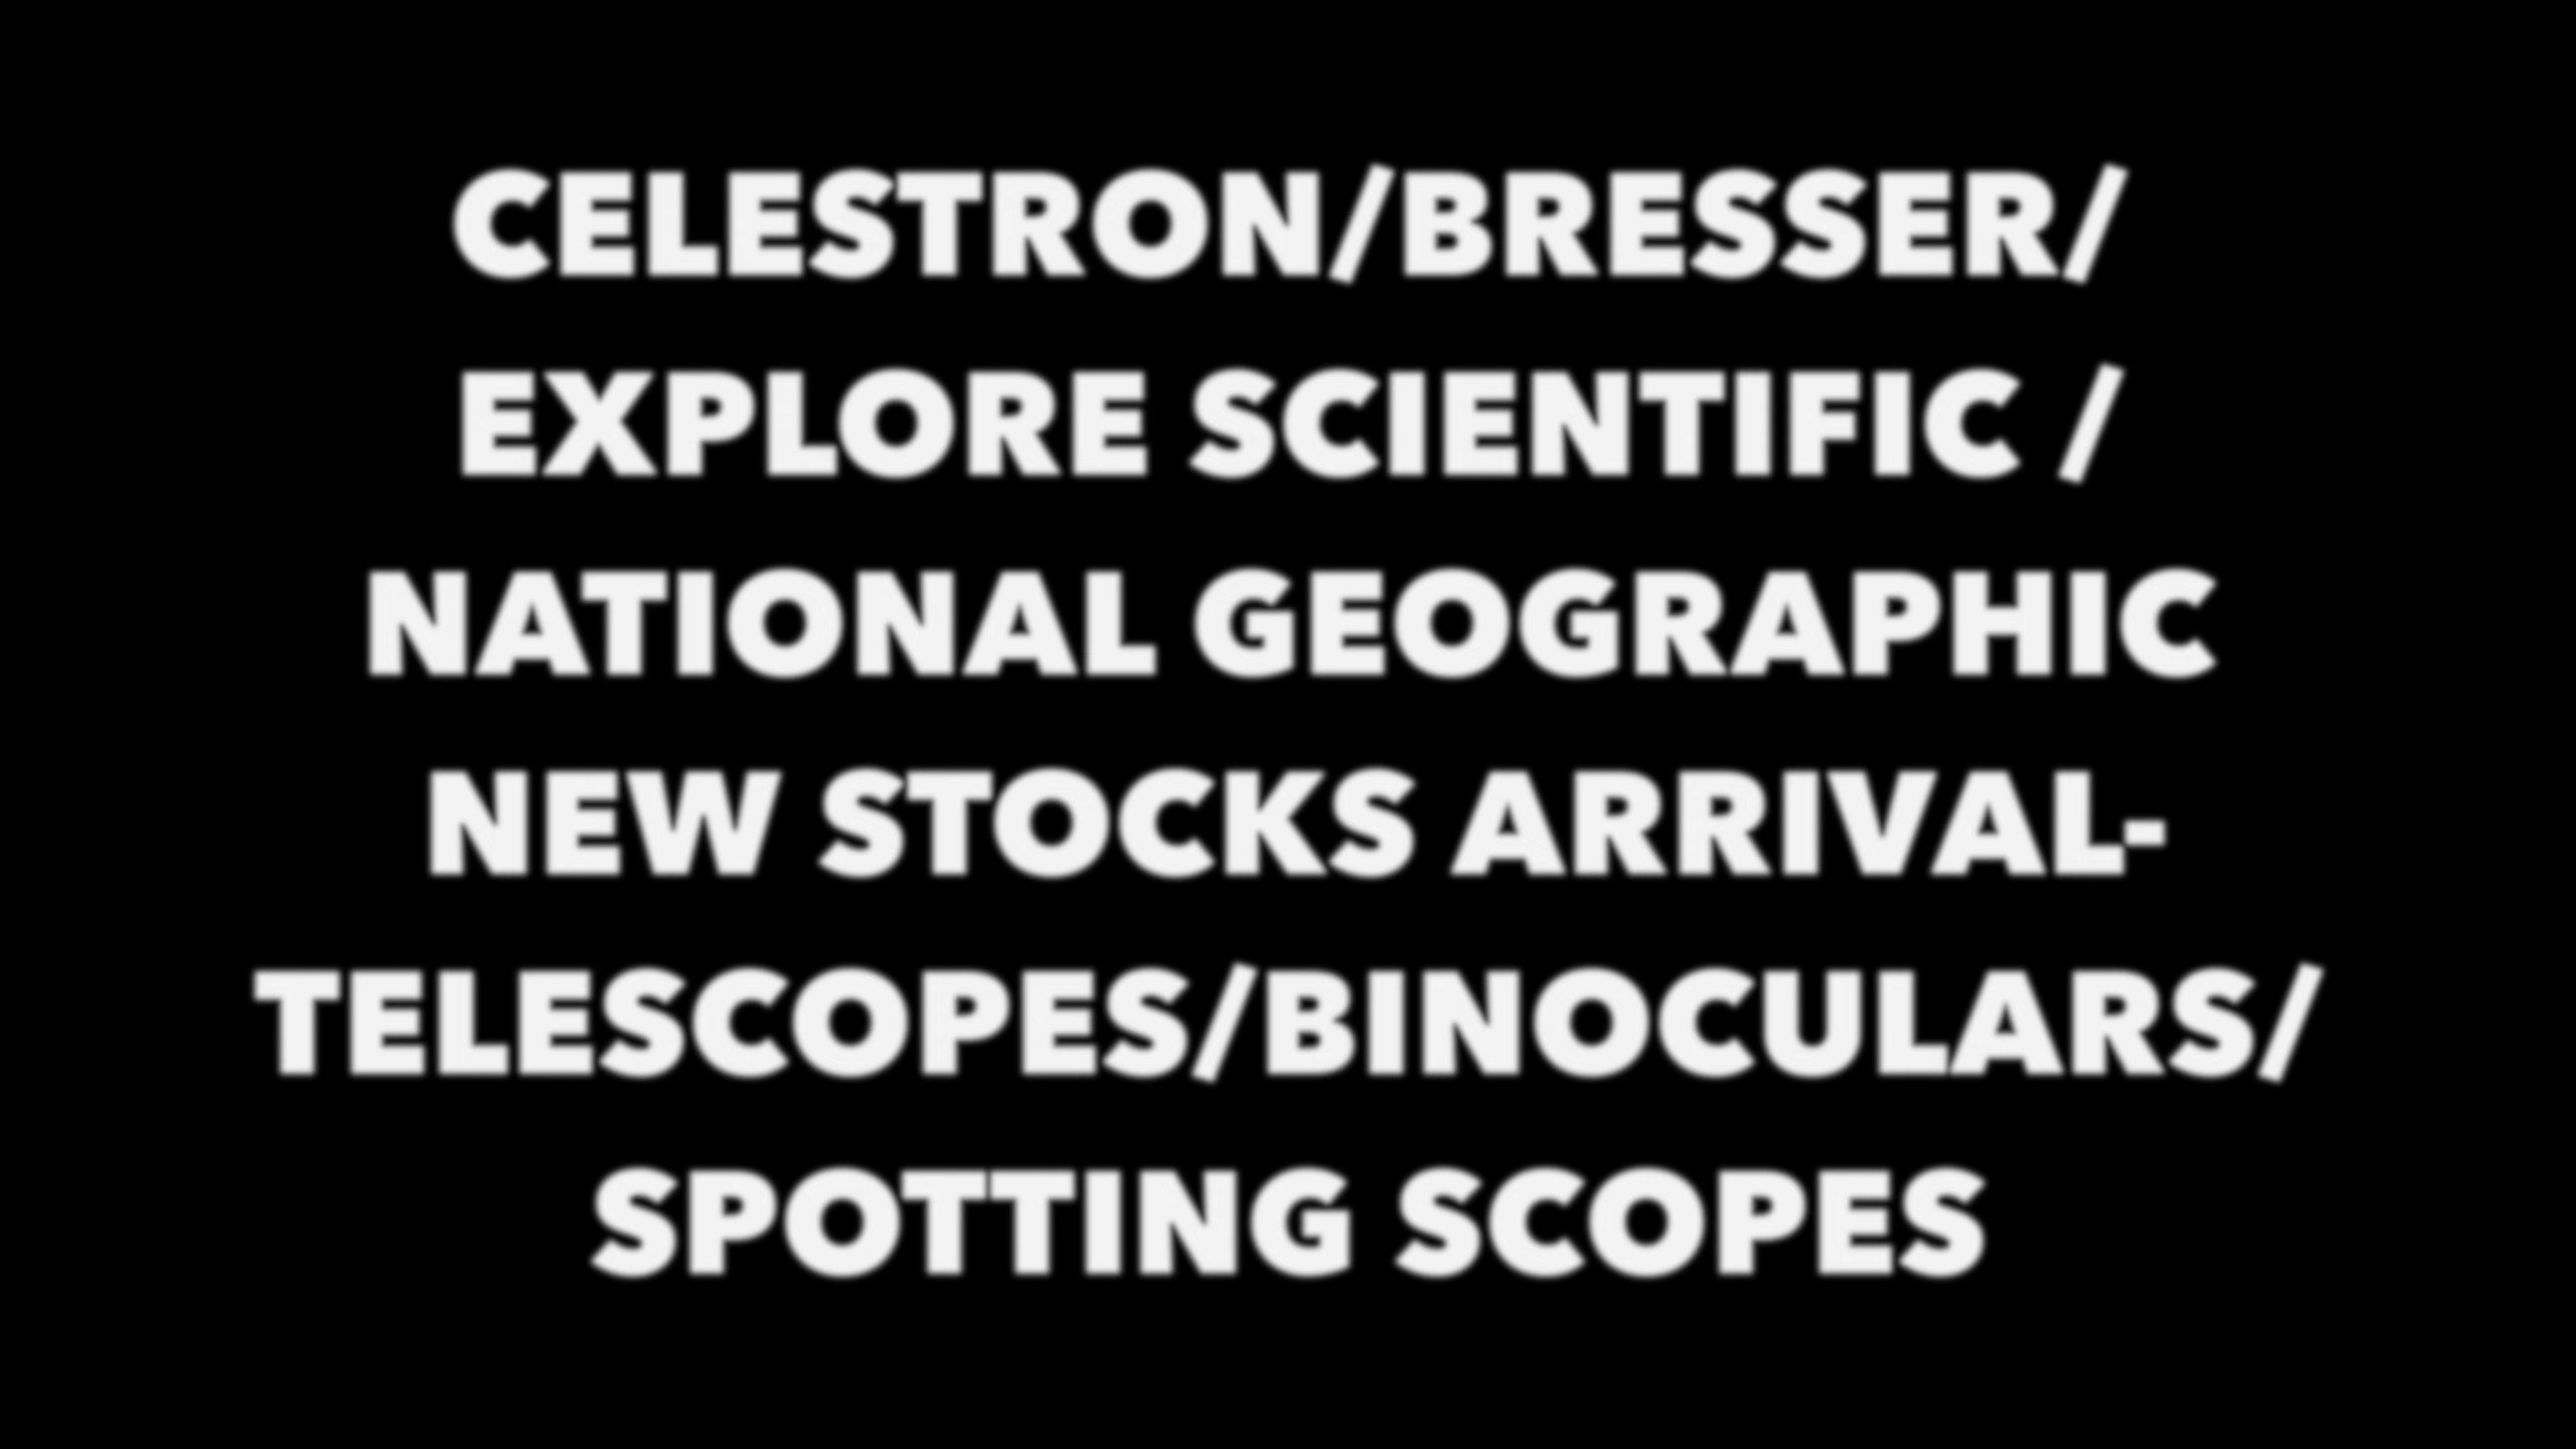 CELESTRON/BRESSER/
EXPLORE SCIENTIFIC /
NATIONAL GEOGRAPHIC
NEW STOCKS ARRIVAL-
TELESCOPES/BINOCULARS/
SPOTTING SCOPES